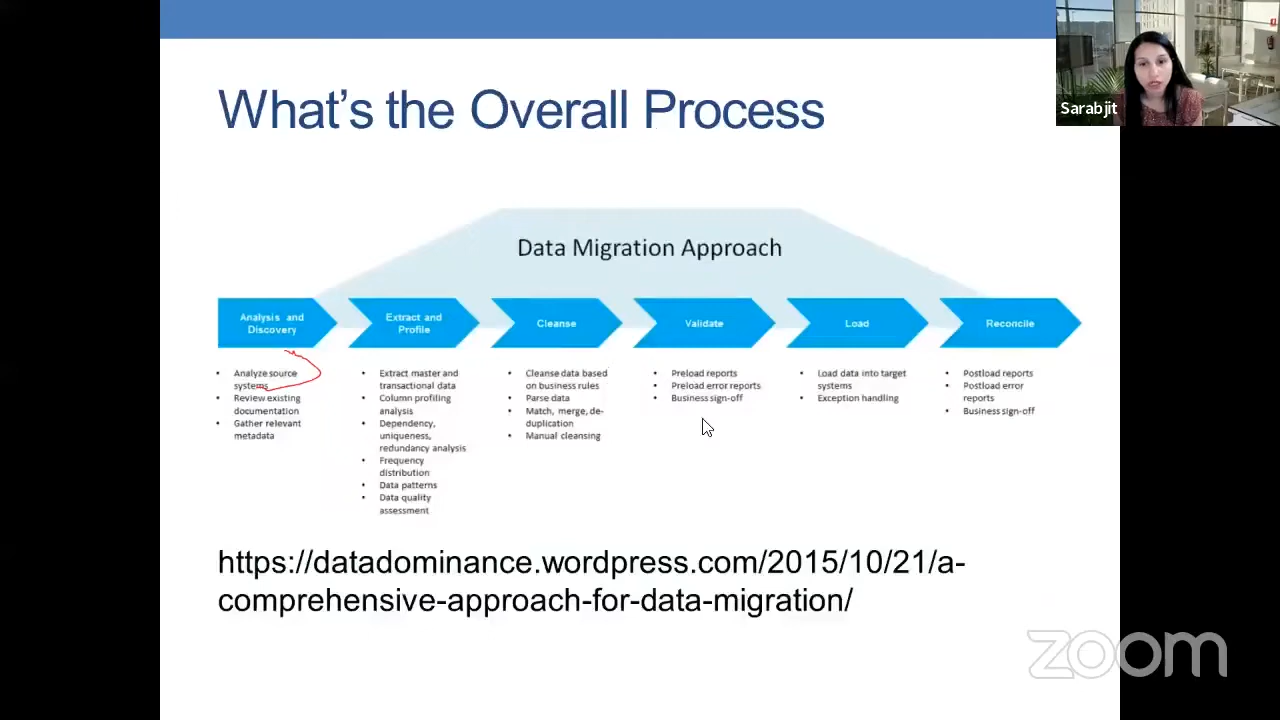 What's the Overall Process
Sarabjit
Data Migration Approach
Analysis and
Discovery
Extract and
Profile
Cleanse
Validate
Load
Reconcile
• Analyze source
systems
• Review existing
documentation
• Gather relevant
metadata
• Extract master and
transactional data
• Column profiling
analysis
• Dependency,
uniqueness,
redundancy analysis
• Frequency
distribution
• Data patterns
• Data quality
assessment
• Cleanse data based
on business rules
• Parse data
• Match, merge, de-
duplication
• Manual cleansing
• Preload reports
• Preload error reports
• Business sign-off
• Load data into target
systems
• Exception handling
• Postload reports
• Postload error
reports
• Business sign-off
https://datadominance.wordpress.com/2015/10/21/a-
comprehensive-approach-for-data-migration/
zoom